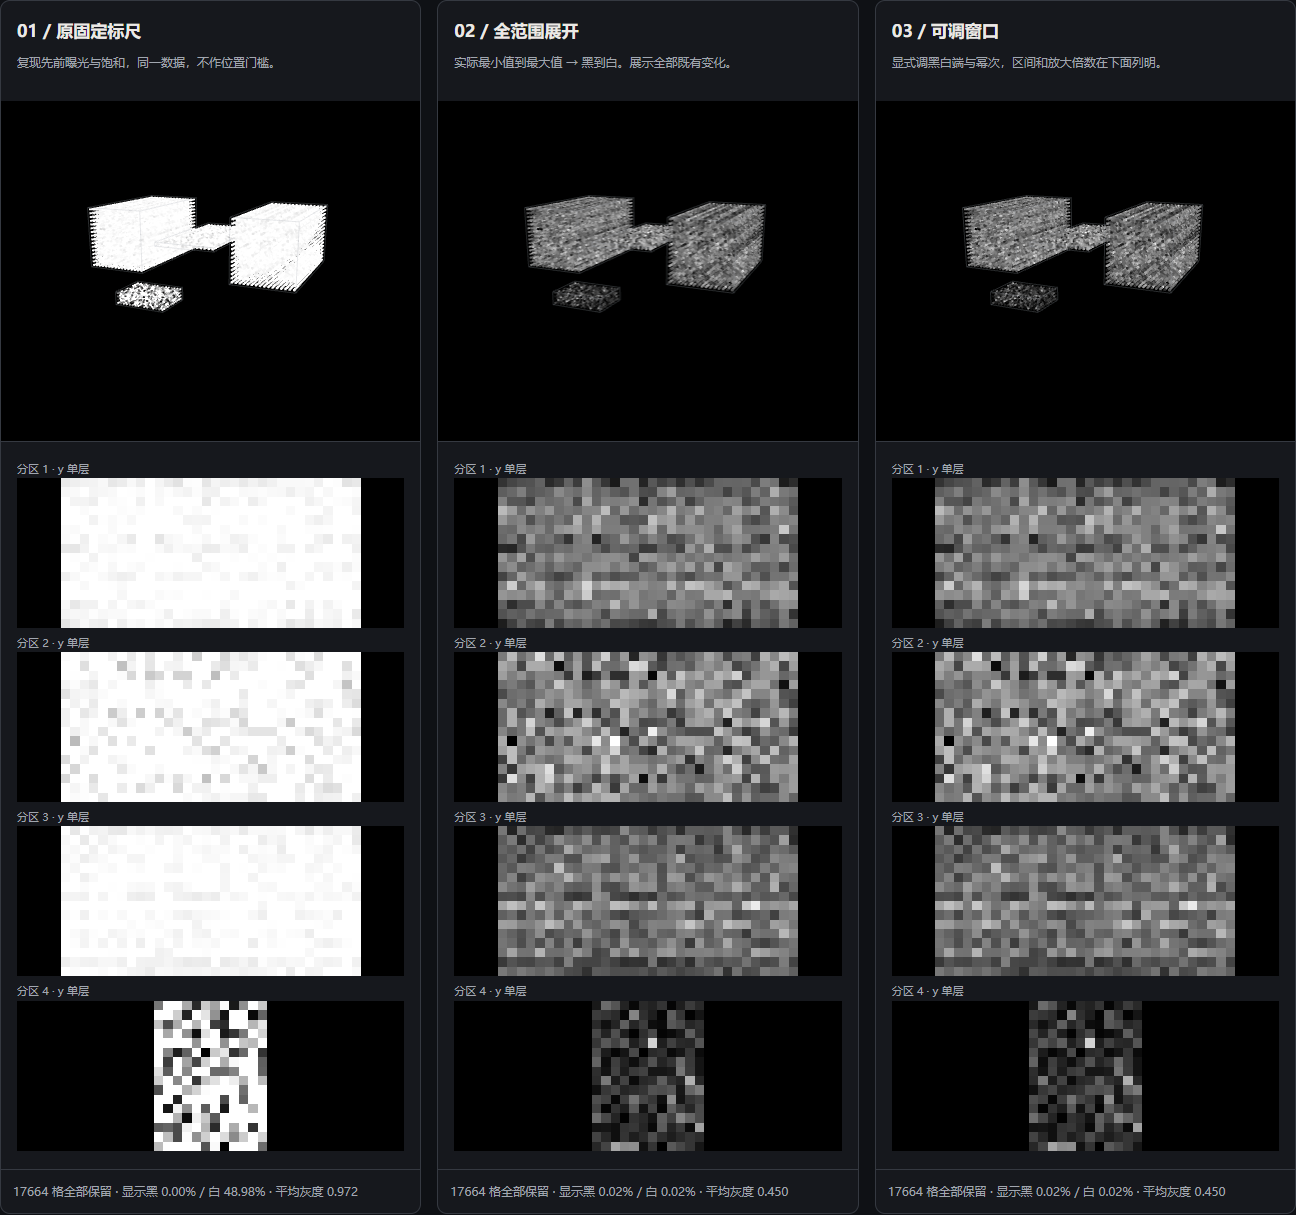 01 / 原固定标尺
复现先前曝光与饱和，同一数据，不作位置门槛。
分区 1 · y 单层
分区 2 · y 单层
分区 3 · y 单层
分区 4 · y 单层
17664 格全部保留 · 显示黑 0.00% / 白 48.98% · 平均灰度 0.972
02 / 全范围展开
实际最小值到最大值 → 黑到白。展示全部既有变化。
分区 1 · y 单层
分区 2 · y 单层
分区 3 · y 单层
分区 4 · y 单层
17664 格全部保留 · 显示黑 0.02% / 白 0.02% · 平均灰度 0.450
03 / 可调窗口
显式调黑白端与幂次，区间和放大倍数在下面列明。
分区 1 · y 单层
分区 2 · y 单层
分区 3 · y 单层
分区 4 · y 单层
17664 格全部保留 · 显示黑 0.02% / 白 0.02% · 平均灰度 0.450